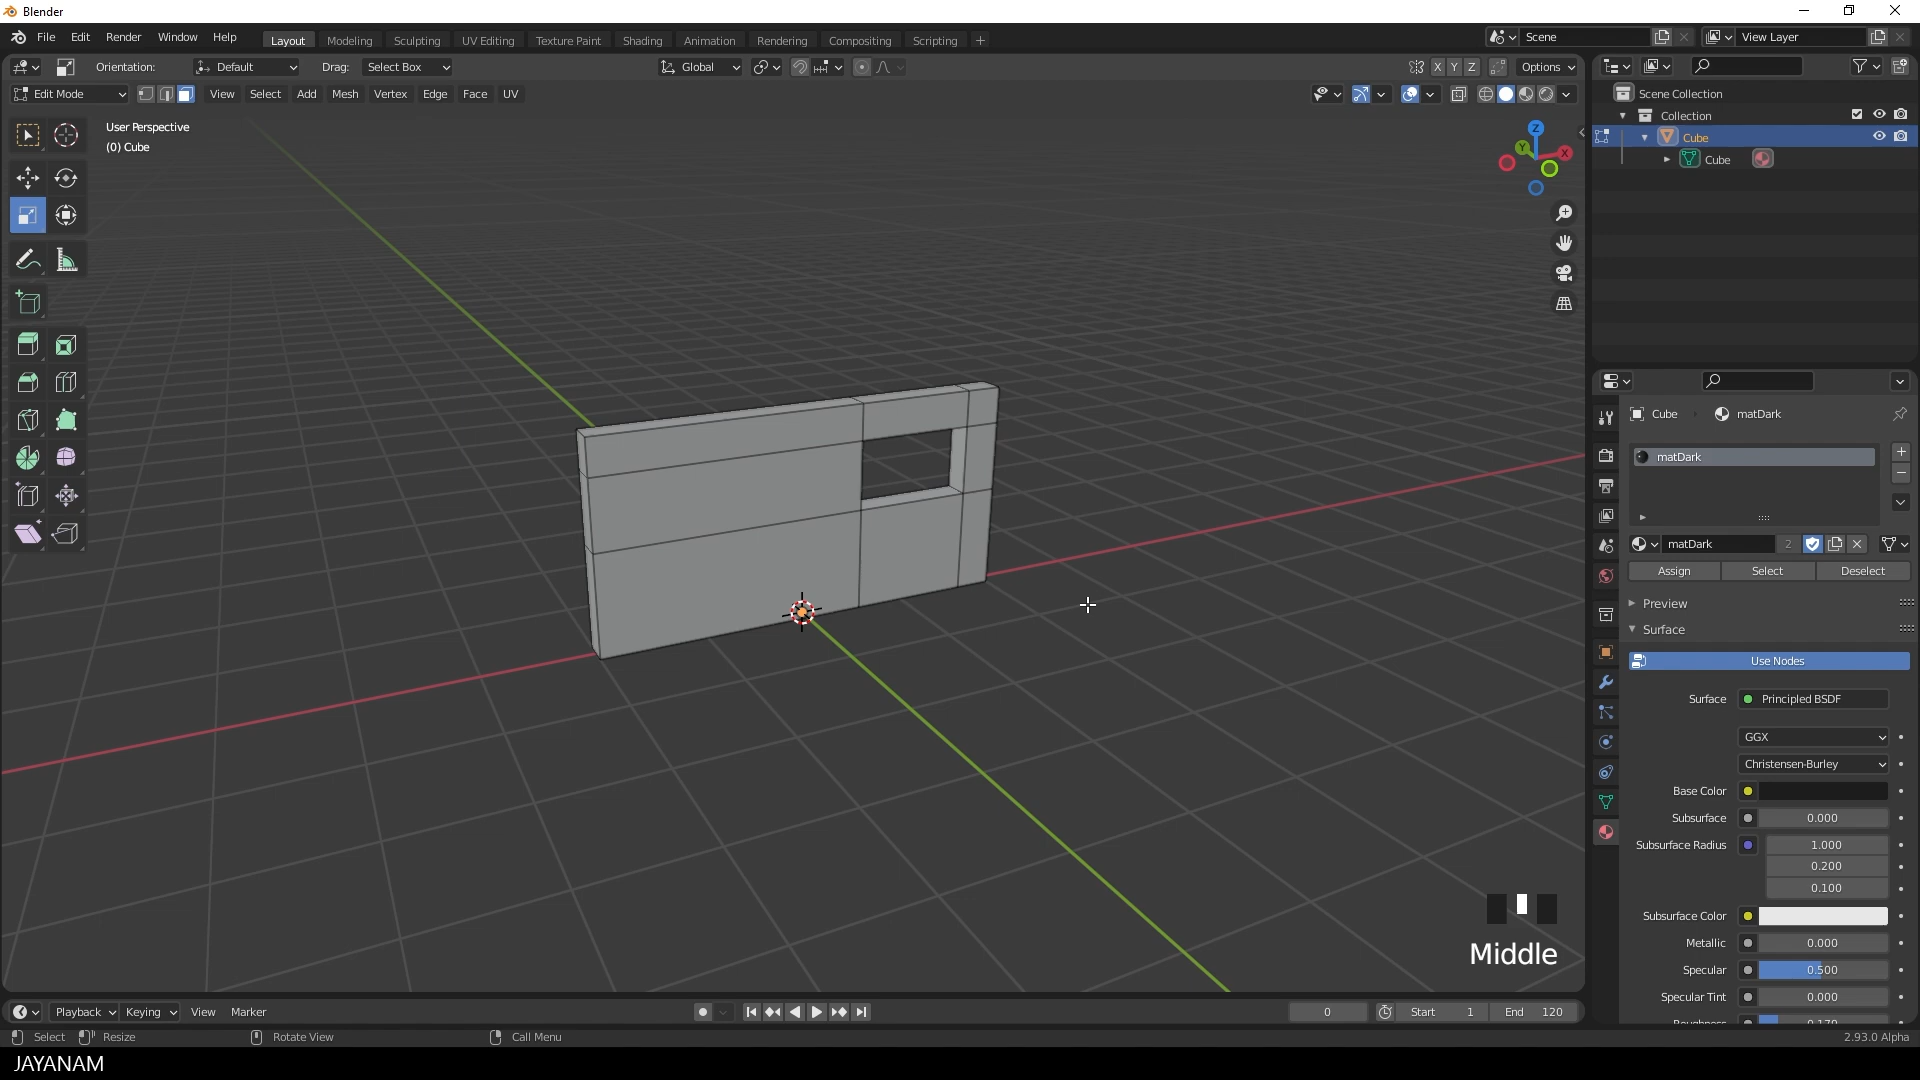 Blender
File Edit Render Window Help Layout Modeling Sculpting UV Editing Texture Paint Shading Animation Rendering Compositing Scripting + Scene View Layer
Orientation: Default Drag: Select Box Global X Y Z Options
Edit Mode View Select Add Mesh Vertex Edge Face UV
Scene Collection
Collection
Cube
Cube
User Perspective
(0) Cube
Z
Y
X
Cube matDark
matDark
matDark 2
Assign Select Deselect
Preview
Surface
Use Nodes
Surface Principled BSDF
GGX
Christensen-Burley
Base Color
Subsurface 0.000
Subsurface Radius 1.000
0.200
0.100
Subsurface Color
Metallic 0.000
Specular 0.500
Specular Tint 0.000
Roughness 0.170
Middle
Playback Keying View Marker 0 Start 1 End 120
Select Resize Rotate View Call Menu 2.93.0 Alpha
JAYANAM